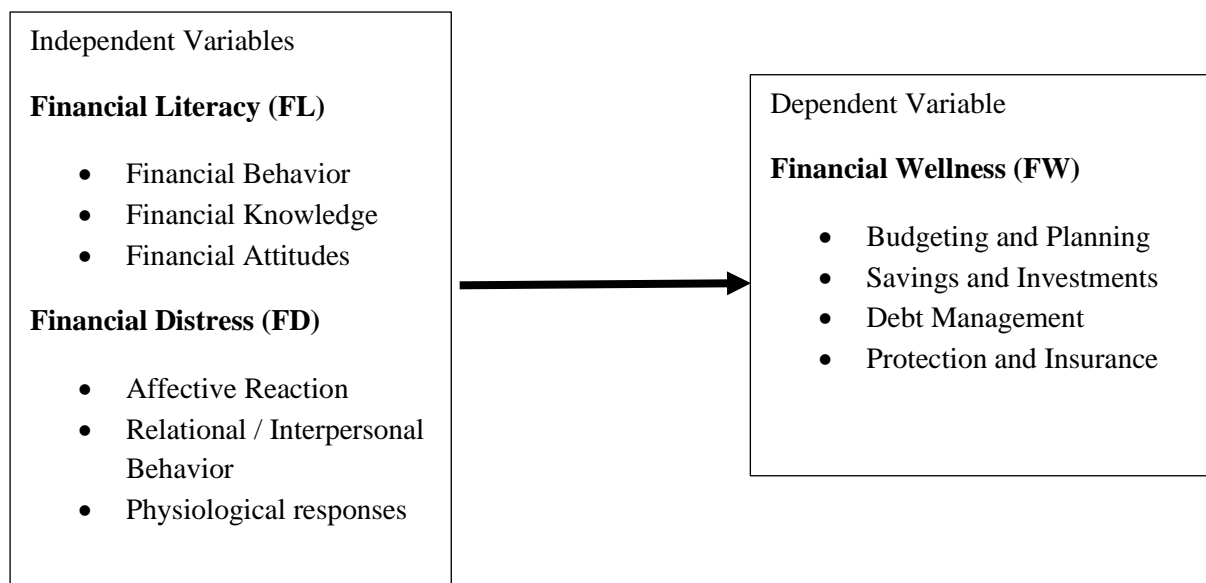 Independent Variables
Financial Literacy (FL)
• Financial Behavior
• Financial Knowledge
• Financial Attitudes
Financial Distress (FD)
• Affective Reaction
• Relational / Interpersonal
Behavior
• Physiological responses
Dependent Variable
Financial Wellness (FW)
• Budgeting and Planning
• Savings and Investments
• Debt Management
• Protection and Insurance